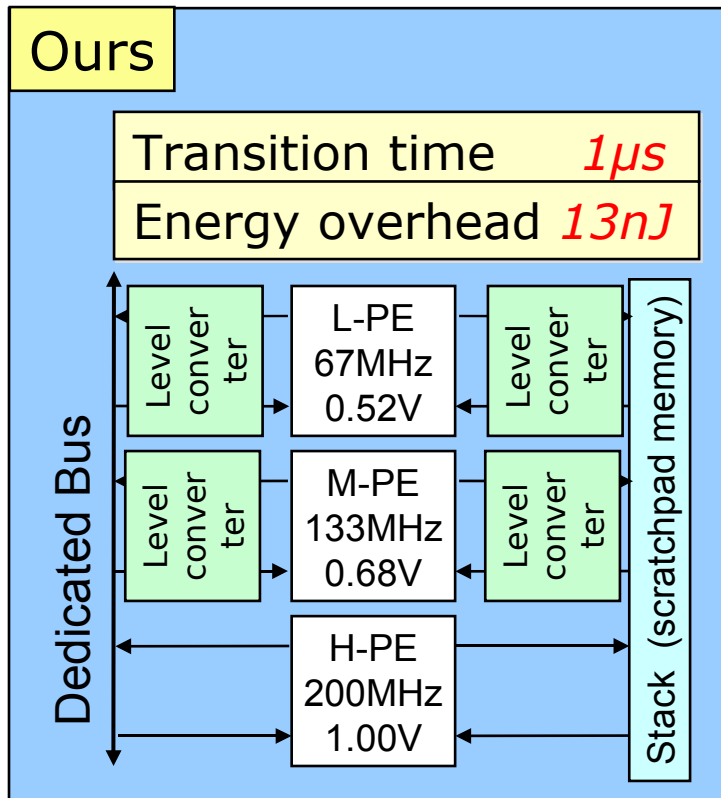 Ours
Transition time 1μs
Energy overhead 13nJ
Level
conver
ter
L-PE
67MHz
0.52V
Level
conver
ter
Level
conver
ter
M-PE
133MHz
0.68V
Level
conver
ter
H-PE
200MHz
1.00V
Dedicated Bus
Stack (scratchpad memory)